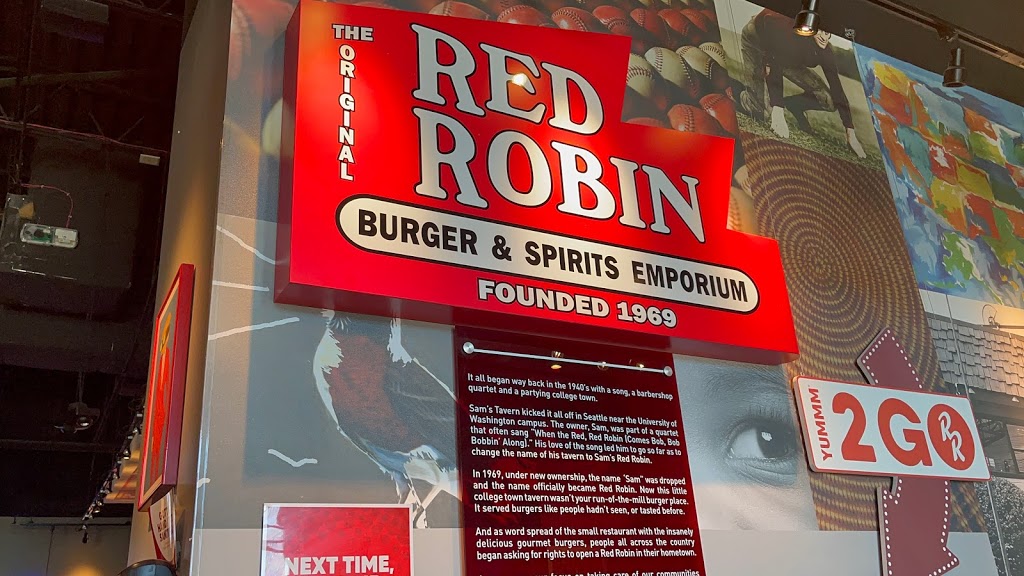 THE
ORIGINAL
RED
ROBIN
BURGER & SPIRITS EMPORIUM
FOUNDED 1969
It all began way back in the 1940's with a song, a barbershop
quartet and a partying college town.
Sam's Tavern kicked it all off in Seattle near the University of
Washington campus. The owner, Sam, was part of a quartet
that often sang "When the Red, Red Robin (Comes Bob, Bob
Bobbin' Along)." His love of the song led him to go so far as to
change the name of his tavern to Sam's Red Robin.
In 1969, under new ownership, the name "Sam" was dropped
and the name officially became Red Robin. Now this little
college town tavern wasn't your run-of-the-mill burger place.
It served burgers like people hadn't seen, or tasted before.
And as word spread of the small restaurant with the insanely
delicious gourmet burgers, people all across the country
began asking for rights to open a Red Robin in their hometown.
focus on taking care of our communities
YUMMM
2GO
RR
NEXT TIME,